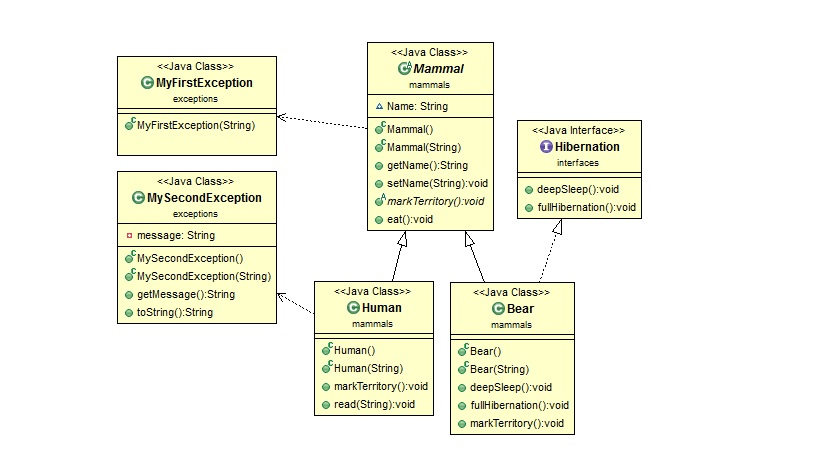 <<Java Class>>
MyFirstException
exceptions
MyFirstException(String)
<<Java Class>>
MySecondException
exceptions
message: String
MySecondException()
MySecondException(String)
getMessage():String
toString():String
<<Java Class>>
Mammal
mammals
Name: String
Mammal()
Mammal(String)
getName():String
setName(String):void
markTerritory():void
eat():void
<<Java Interface>>
Hibernation
interfaces
deepSleep():void
fullHibernation():void
<<Java Class>>
Human
mammals
Human()
Human(String)
markTerritory():void
read(String):void
<<Java Class>>
Bear
mammals
Bear()
Bear(String)
deepSleep():void
fullHibernation():void
markTerritory():void